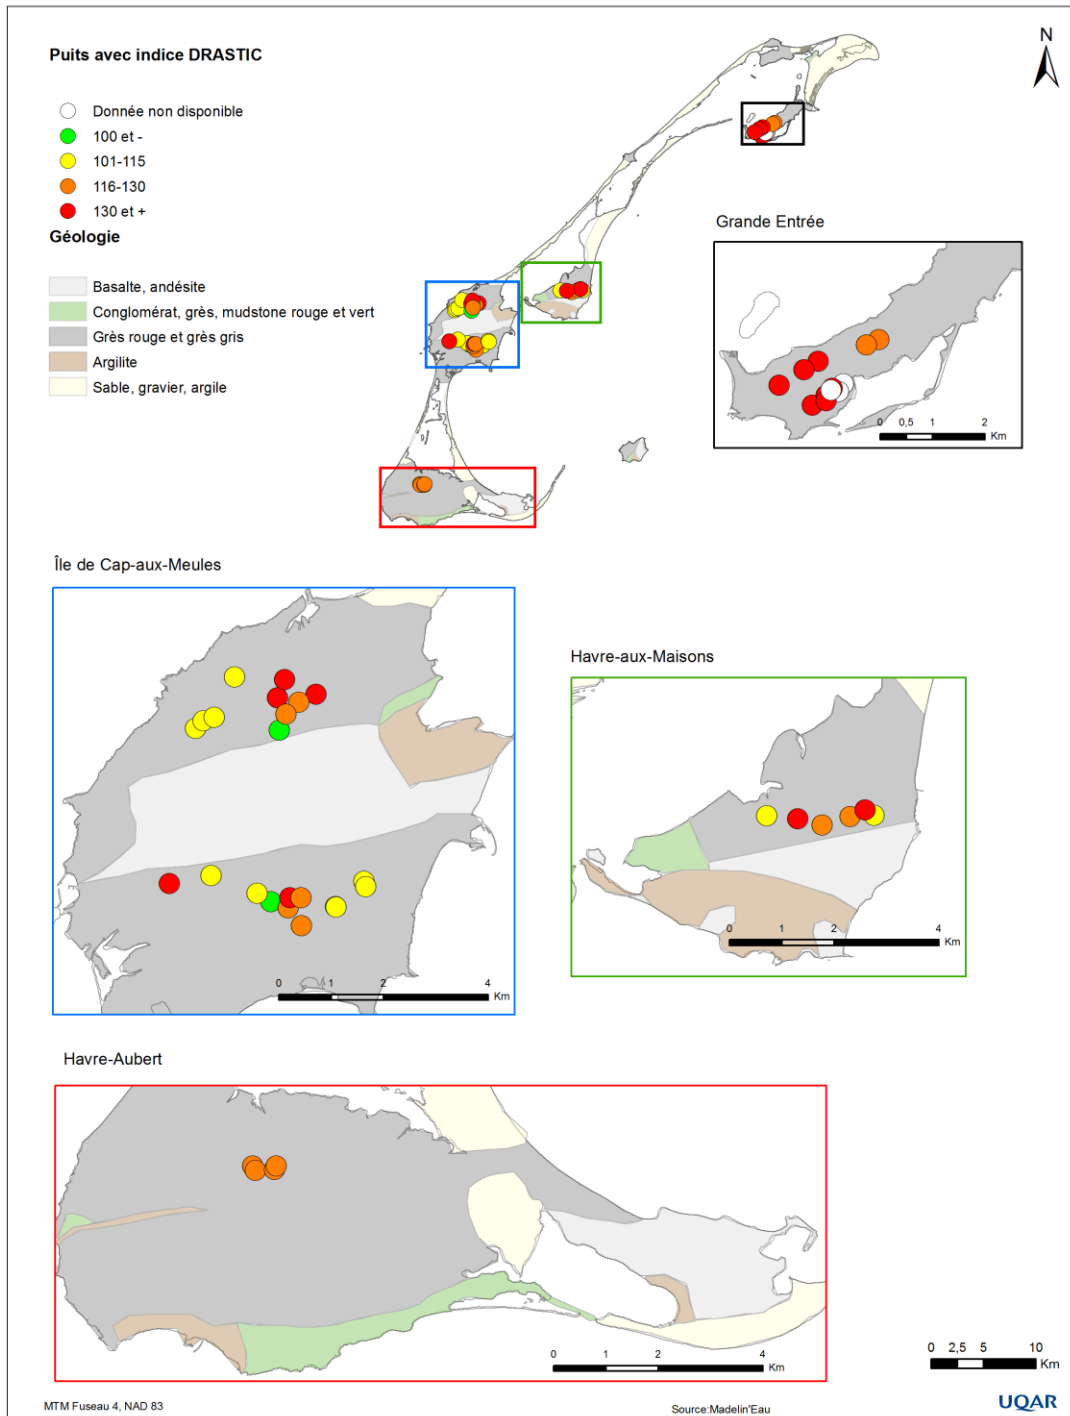 Puits avec indice DRASTIC
Donnée non disponible
100 et -
101-115
116-130
130 et +
Géologie
Basalte, andésite
Conglomérat, grès, mudstone rouge et vert
Grès rouge et grès gris
Argilite
Sable, gravier, argile
N
Grande Entrée
0 0,5 1 2
Km
Île de Cap-aux-Meules
0 1 2 4
Km
Havre-aux-Maisons
0 1 2 4
Km
Havre-Aubert
0 1 2 4
Km
0 2,5 5 10
Km
MTM Fuseau 4, NAD 83
Source:Madelin'Eau
UQAR